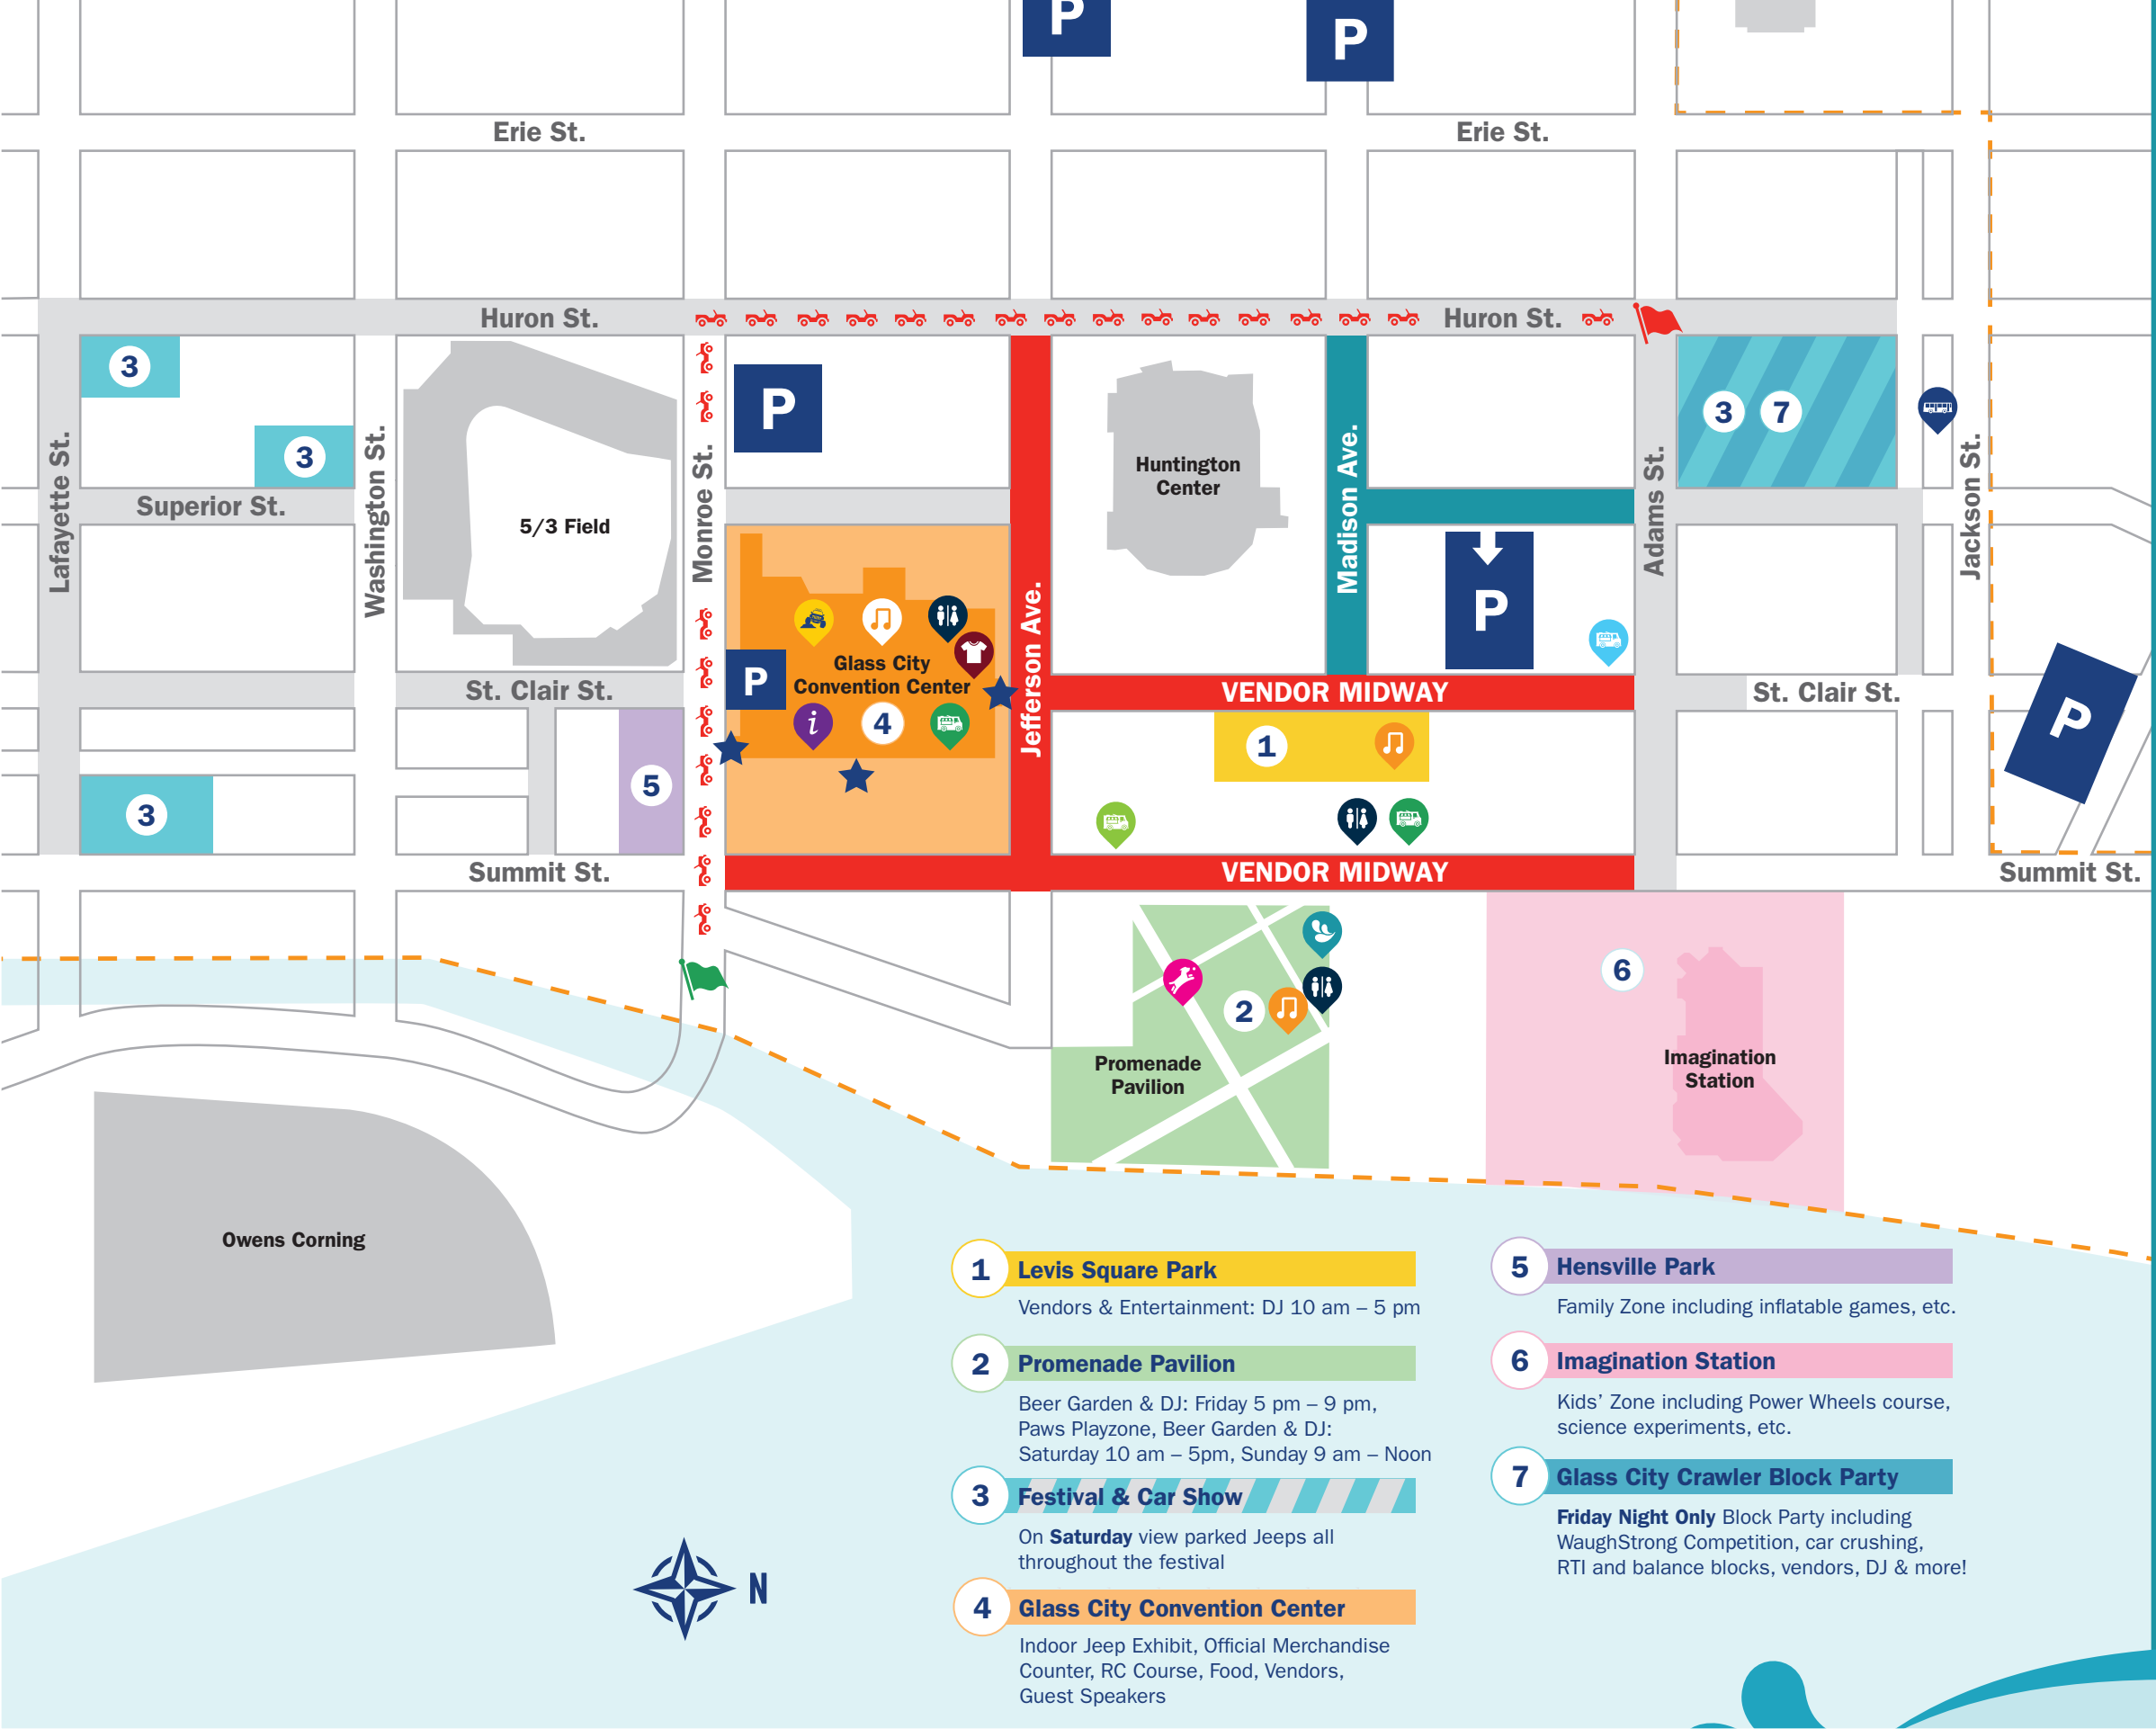 P
P
Erie St.
Erie St.
Huron St.
Huron St.
3
P
3
7
3
Huntington
Center
Lafayette St.
Superior St.
Washington St.
5/3 Field
Monroe St.
Jefferson Ave.
Madison Ave.
Adams St.
Jackson St.
P
Glass City
Convention Center
P
St. Clair St.
VENDOR MIDWAY
St. Clair St.
P
i
4
1
5
3
Summit St.
VENDOR MIDWAY
Summit St.
6
2
Promenade
Pavilion
Imagination
Station
Owens Corning
1 Levis Square Park
Vendors & Entertainment: DJ 10 am – 5 pm
2 Promenade Pavilion
Beer Garden & DJ: Friday 5 pm – 9 pm,
Paws Playzone, Beer Garden & DJ:
Saturday 10 am – 5pm, Sunday 9 am – Noon
3 Festival & Car Show
On Saturday view parked Jeeps all
throughout the festival
4 Glass City Convention Center
Indoor Jeep Exhibit, Official Merchandise
Counter, RC Course, Food, Vendors,
Guest Speakers
5 Hensville Park
Family Zone including inflatable games, etc.
6 Imagination Station
Kids’ Zone including Power Wheels course,
science experiments, etc.
7 Glass City Crawler Block Party
Friday Night Only Block Party including
WaughStrong Competition, car crushing,
RTI and balance blocks, vendors, DJ & more!
N